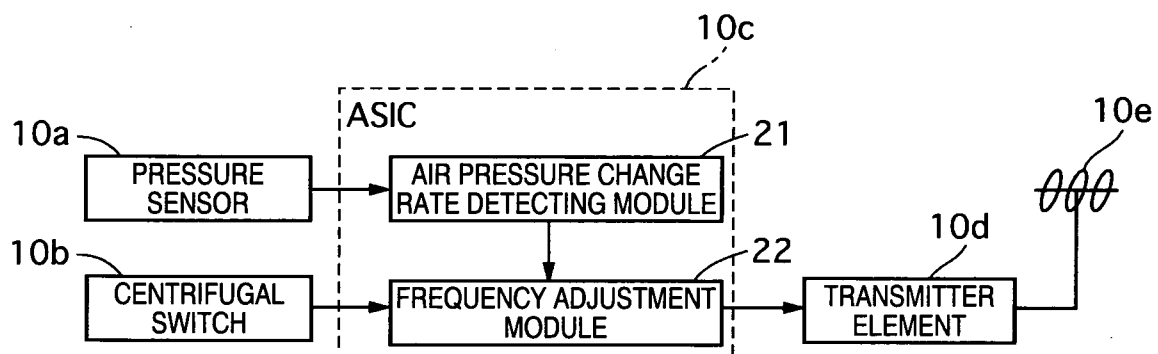 10c
ASIC
10a
21
10e
PRESSURE
SENSOR
AIR PRESSURE CHANGE
RATE DETECTING MODULE
10b
22
10d
CENTRIFUGAL
SWITCH
FREQUENCY ADJUSTMENT
MODULE
TRANSMITTER
ELEMENT